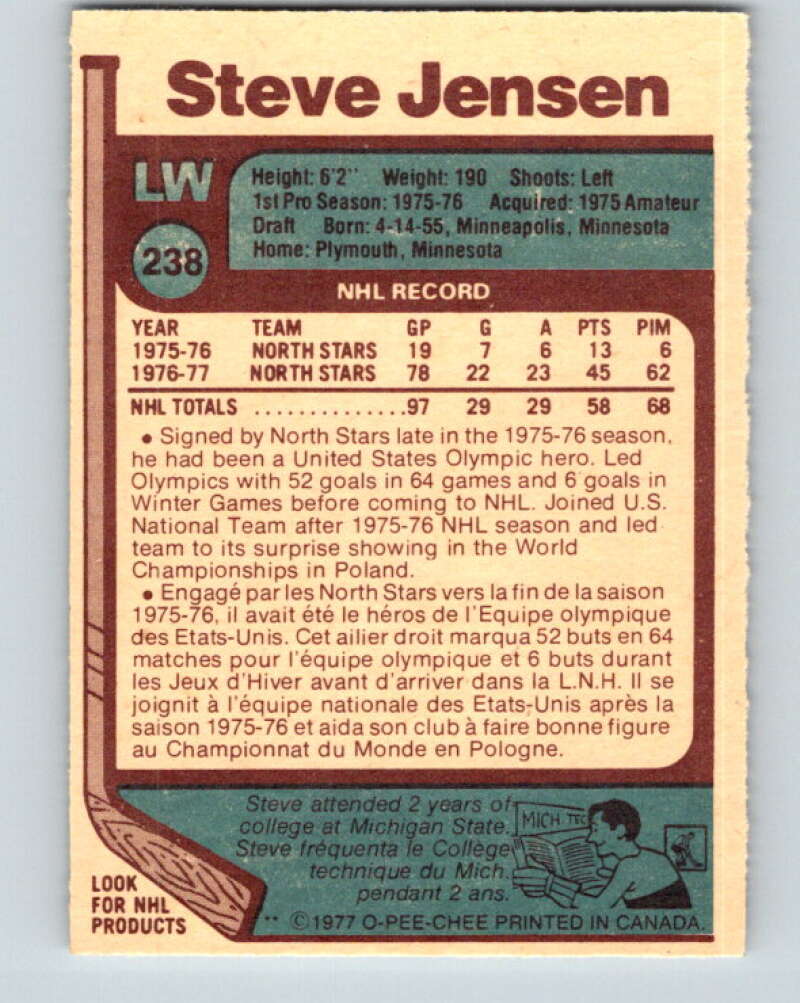 Steve Jensen
LW
238
Height: 6'2'' Weight: 190 Shoots: Left
1st Pro Season: 1975-76 Acquired: 1975 Amateur
Draft Born: 4-14-55, Minneapolis, Minnesota
Home: Plymouth, Minnesota
NHL RECORD
YEAR TEAM GP G A PTS PIM
1975-76 NORTH STARS 19 7 6 13 6
1976-77 NORTH STARS 78 22 23 45 62
NHL TOTALS ...............97 29 29 58 68
• Signed by North Stars late in the 1975-76 season,
he had been a United States Olympic hero. Led
Olympics with 52 goals in 64 games and 6 goals in
Winter Games before coming to NHL. Joined U.S.
National Team after 1975-76 NHL season and led
team to its surprise showing in the World
Championships in Poland.
• Engagé par les North Stars vers la fin de la saison
1975-76, il avait été le héros de l'Equipe olympique
des Etats-Unis. Cet ailier droit marqua 52 buts en 64
matches pour l'équipe olympique et 6 buts durant
les Jeux d'Hiver avant d'arriver dans la L.N.H. Il se
joignit à l'équipe nationale des Etats-Unis après la
saison 1975-76 et aida son club à faire bonne figure
au Championnat du Monde en Pologne.
Steve attended 2 years of
college at Michigan State.
Steve fréquenta le Collège
technique du Mich.
pendant 2 ans.
MICH. TEC
LOOK
FOR NHL
PRODUCTS
** ©1977 O-PEE-CHEE PRINTED IN CANADA.